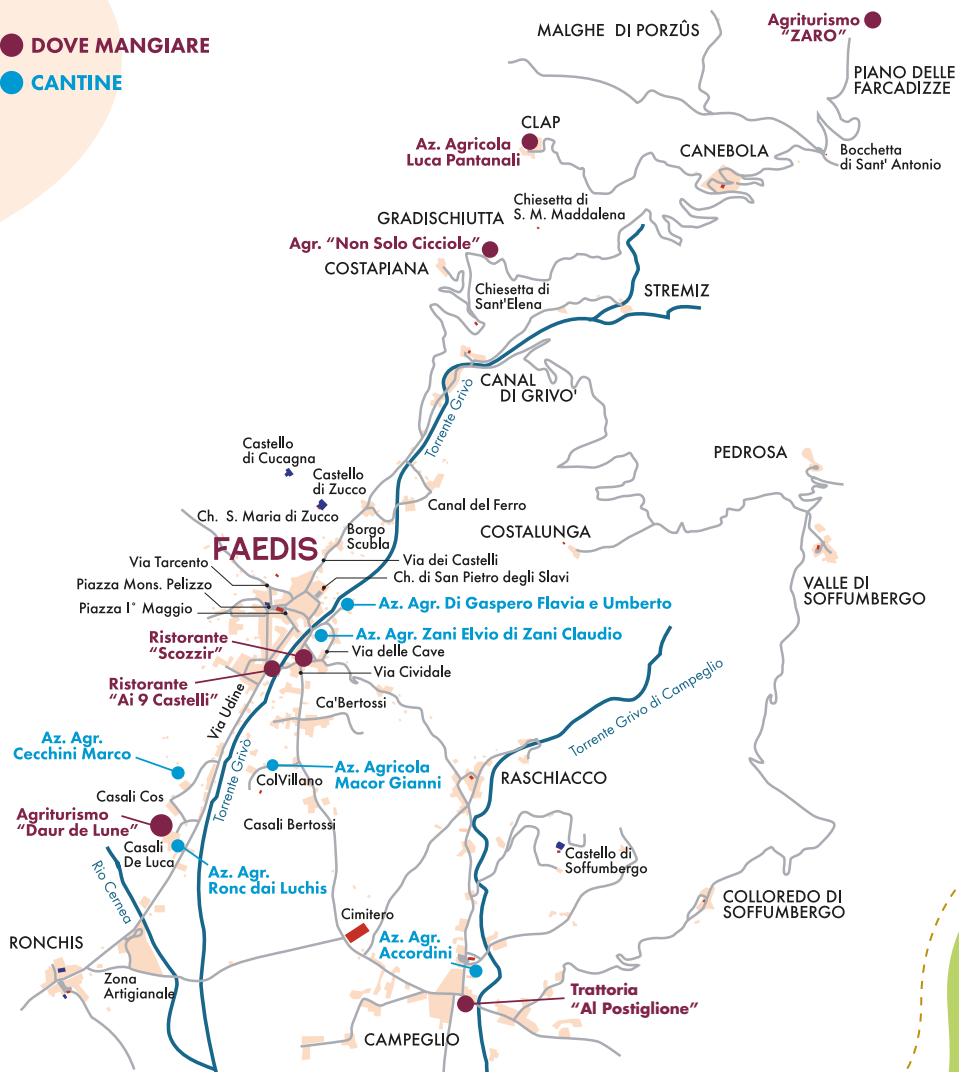 DOVE MANGIARE
CANTINE
MALGHE DI PORZÛS
Agriturismo
"ZARO"
PIANO DELLE
FARCADIZZE
CLAP
Az. Agricola
Luca Pantanali
CANEBOLA
Bocchetta
di Sant' Antonio
Chiesetta di
S. M. Maddalena
GRADISCHIUTTA
Agr. "Non Solo Cicciole"
COSTAPIANA
Chiesetta di
Sant'Elena
STREMIZ
CANAL
DI GRIVO'
Torrente Grivò
Castello
di Cucagna
Castello
di Zucco
PEDROSA
Ch. S. Maria di Zucco
Canal del Ferro
Borgo
Scubla
COSTALUNGA
FAEDIS
Via Tarcento
Via dei Castelli
Piazza Mons. Pelizzo
Ch. di San Pietro degli Slavi
VALLE DI
SOFFUMBERGO
Piazza I° Maggio
Az. Agr. Di Gaspero Flavia e Umberto
Az. Agr. Zani Elvio di Zani Claudio
Ristorante
"Scozzir"
Via delle Cave
Via Cividale
Ristorante
"Ai 9 Castelli"
Via Udine
Ca'Bertossi
Torrente Grivo di Campeglio
Az. Agr.
Cecchini Marco
Torrente Grivò
ColVillano
Az. Agricola
Macor Gianni
RASCHIACCO
Casali Cos
Agriturismo
"Daur de Lune"
Casali Bertossi
Casali
De Luca
Castello di
Soffumbergo
Az. Agr.
Ronc dai Luchis
Rio Cernea
COLLOREDO DI
SOFFUMBERGO
Cimitero
RONCHIS
Az. Agr.
Accordini
Zona
Artigianale
Trattoria
"Al Postiglione"
CAMPEGLIO